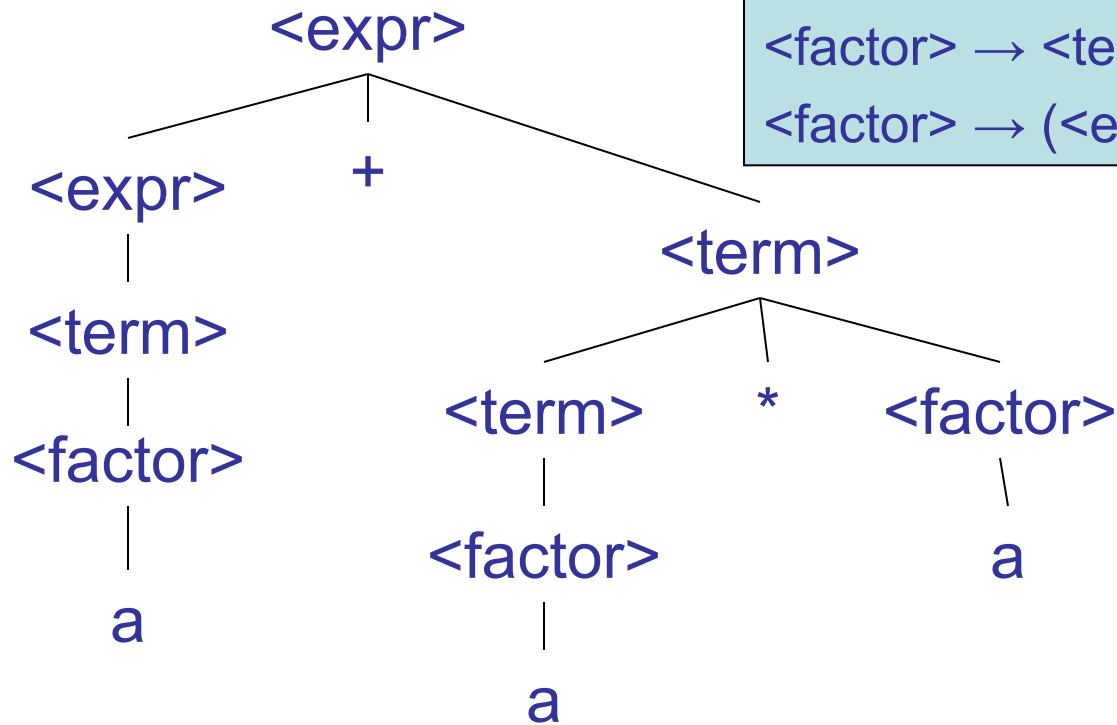 <expr>
<factor> → <te
<factor> → (<e
<expr> +
<term>
<term>
<term> * <factor>
<factor>
<factor> a
a
a